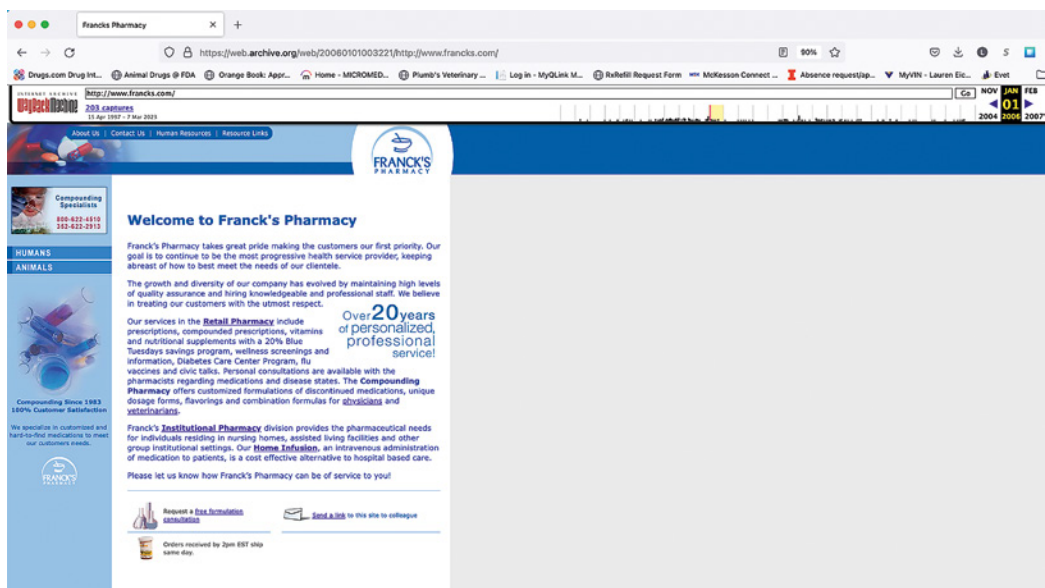 Francks Pharmacy
https://web.archive.org/web/20060101003221/http://www.francks.com/
90%
Drugs.com Drug Int... Animal Drugs @ FDA Orange Book: Appr... Home - MICROMED... Plumb's Veterinary ... Log in - MyQLink M... RxRefill Request Form McKesson Connect ... Absence request/ap... MyVIN - Lauren Eic... Evet
INTERNET ARCHIVE
WayBackMachine
http://www.francks.com/
Go
203 captures
15 Apr 1997 - 7 Mar 2023
NOV JAN FEB
01
2004 2006 2007
About Us | Contact Us | Human Resources | Resource Links
FRANCK'S
PHARMACY
Compounding
Specialists
800-622-4510
352-622-2913
HUMANS
ANIMALS
Compounding Since 1983
100% Customer Satisfaction
We specialize in customized and
hard-to-find medications to meet
our customers needs.
FRANCK'S
PHARMACY
Welcome to Franck's Pharmacy
Franck's Pharmacy takes great pride making the customers our first priority. Our
goal is to continue to be the most progressive health service provider, keeping
abreast of how to best meet the needs of our clientele.
The growth and diversity of our company has evolved by maintaining high levels
of quality assurance and hiring knowledgeable and professional staff. We believe
in treating our customers with the utmost respect.
Over 20 years
of personalized,
professional
service!
Our services in the Retail Pharmacy include
prescriptions, compounded prescriptions, vitamins
and nutritional supplements with a 20% Blue
Tuesdays savings program, wellness screenings and
information, Diabetes Care Center Program, flu
vaccines and civic talks. Personal consultations are available with the
pharmacists regarding medications and disease states. The Compounding
Pharmacy offers customized formulations of discontinued medications, unique
dosage forms, flavorings and combination formulas for physicians and
veterinarians.
Franck's Institutional Pharmacy division provides the pharmaceutical needs
for individuals residing in nursing homes, assisted living facilities and other
group institutional settings. Our Home Infusion, an intravenous administration
of medication to patients, is a cost effective alternative to hospital based care.
Please let us know how Franck's Pharmacy can be of service to you!
Request a free formulation
consultation
Send a link to this site to colleague
Orders received by 2pm EST ship
same day.